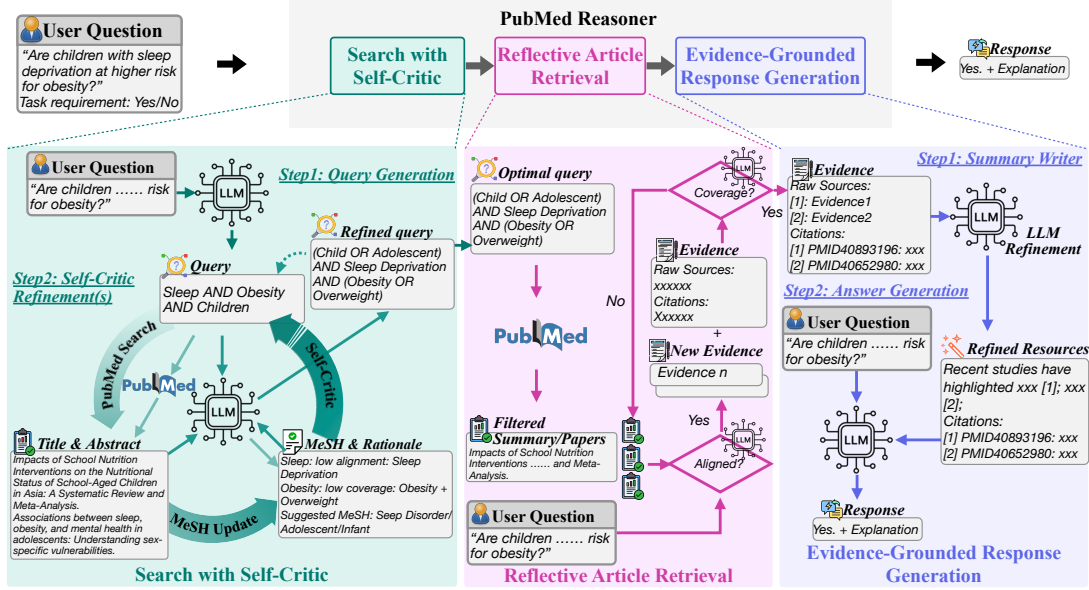 PubMed Reasoner
User Question
“Are children with sleep
deprivation at higher risk
for obesity?”
Task requirement: Yes/No
Search with
Self-Critic
Reflective Article
Retrieval
Evidence-Grounded
Response Generation
Response
Yes. + Explanation
User Question
“Are children …… risk
for obesity?”
LLM
Step1: Query Generation
Refined query
(Child OR Adolescent)
AND Sleep Deprivation
AND (Obesity OR
Overweight)
Step2: Self-Critic
Refinement(s)
Query
Sleep AND Obesity
AND Children
PubMed Search
PubMed
Self-Critic
LLM
Title & Abstract
Impacts of School Nutrition
Interventions on the Nutritional
Status of School-Aged Children
in Asia: A Systematic Review and
Meta-Analysis.
Associations between sleep,
obesity, and mental health in
adolescents: Understanding sex-
specific vulnerabilities.
MeSH Update
MeSH & Rationale
Sleep: low alignment: Sleep
Deprivation
Obesity: low coverage: Obesity +
Overweight
Suggested MeSH: Seep Disorder/
Adolescent/Infant
Search with Self-Critic
Optimal query
(Child OR Adolescent)
AND Sleep Deprivation
AND (Obesity OR
Overweight)
PubMed
Filtered
Summary/Papers
Impacts of School Nutrition
Interventions …… and Meta-
Analysis.
User Question
“Are children …… risk
for obesity?”
LLM
Coverage?
Yes
No
Evidence
Raw Sources:
xxxxxx
Citations:
Xxxxxx
+
New Evidence
Evidence n
Yes
LLM
Aligned?
Reflective Article Retrieval
Step1: Summary Writer
Evidence
Raw Sources:
[1]: Evidence1
[2]: Evidence2
Citations:
[1] PMID40893196: xxx
[2] PMID40652980: xxx
LLM
LLM
Refinement
Step2: Answer Generation
User Question
“Are children …… risk
for obesity?”
Refined Resources
Recent studies have
highlighted xxx [1]; xxx
[2];
Citations:
[1] PMID40893196: xxx
[2] PMID40652980: xxx
LLM
Response
Yes. + Explanation
Evidence-Grounded Response
Generation